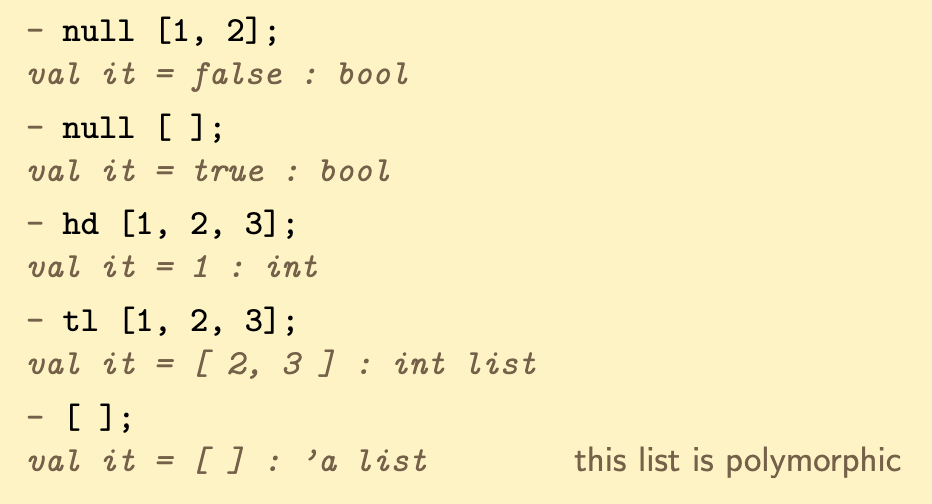 - null [1, 2];
val it = false : bool
- null [ ];
val it = true : bool
- hd [1, 2, 3];
val it = 1 : int
- tl [1, 2, 3];
val it = [ 2, 3 ] : int list
- [ ];
val it = [ ] : ’a list this list is polymorphic